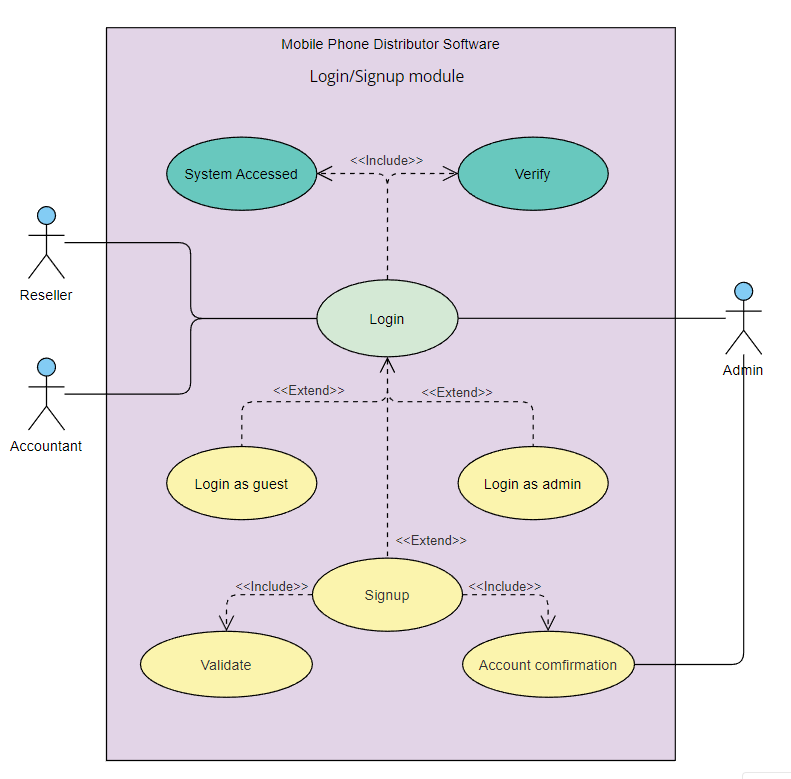 Mobile Phone Distributor Software
Login/Signup module
<<Include>>
System Accessed
Verify
Reseller
Login
Admin
<<Extend>>
<<Extend>>
Accountant
Login as guest
Login as admin
<<Extend>>
<<Include>>
<<Include>>
Signup
Validate
Account comfirmation